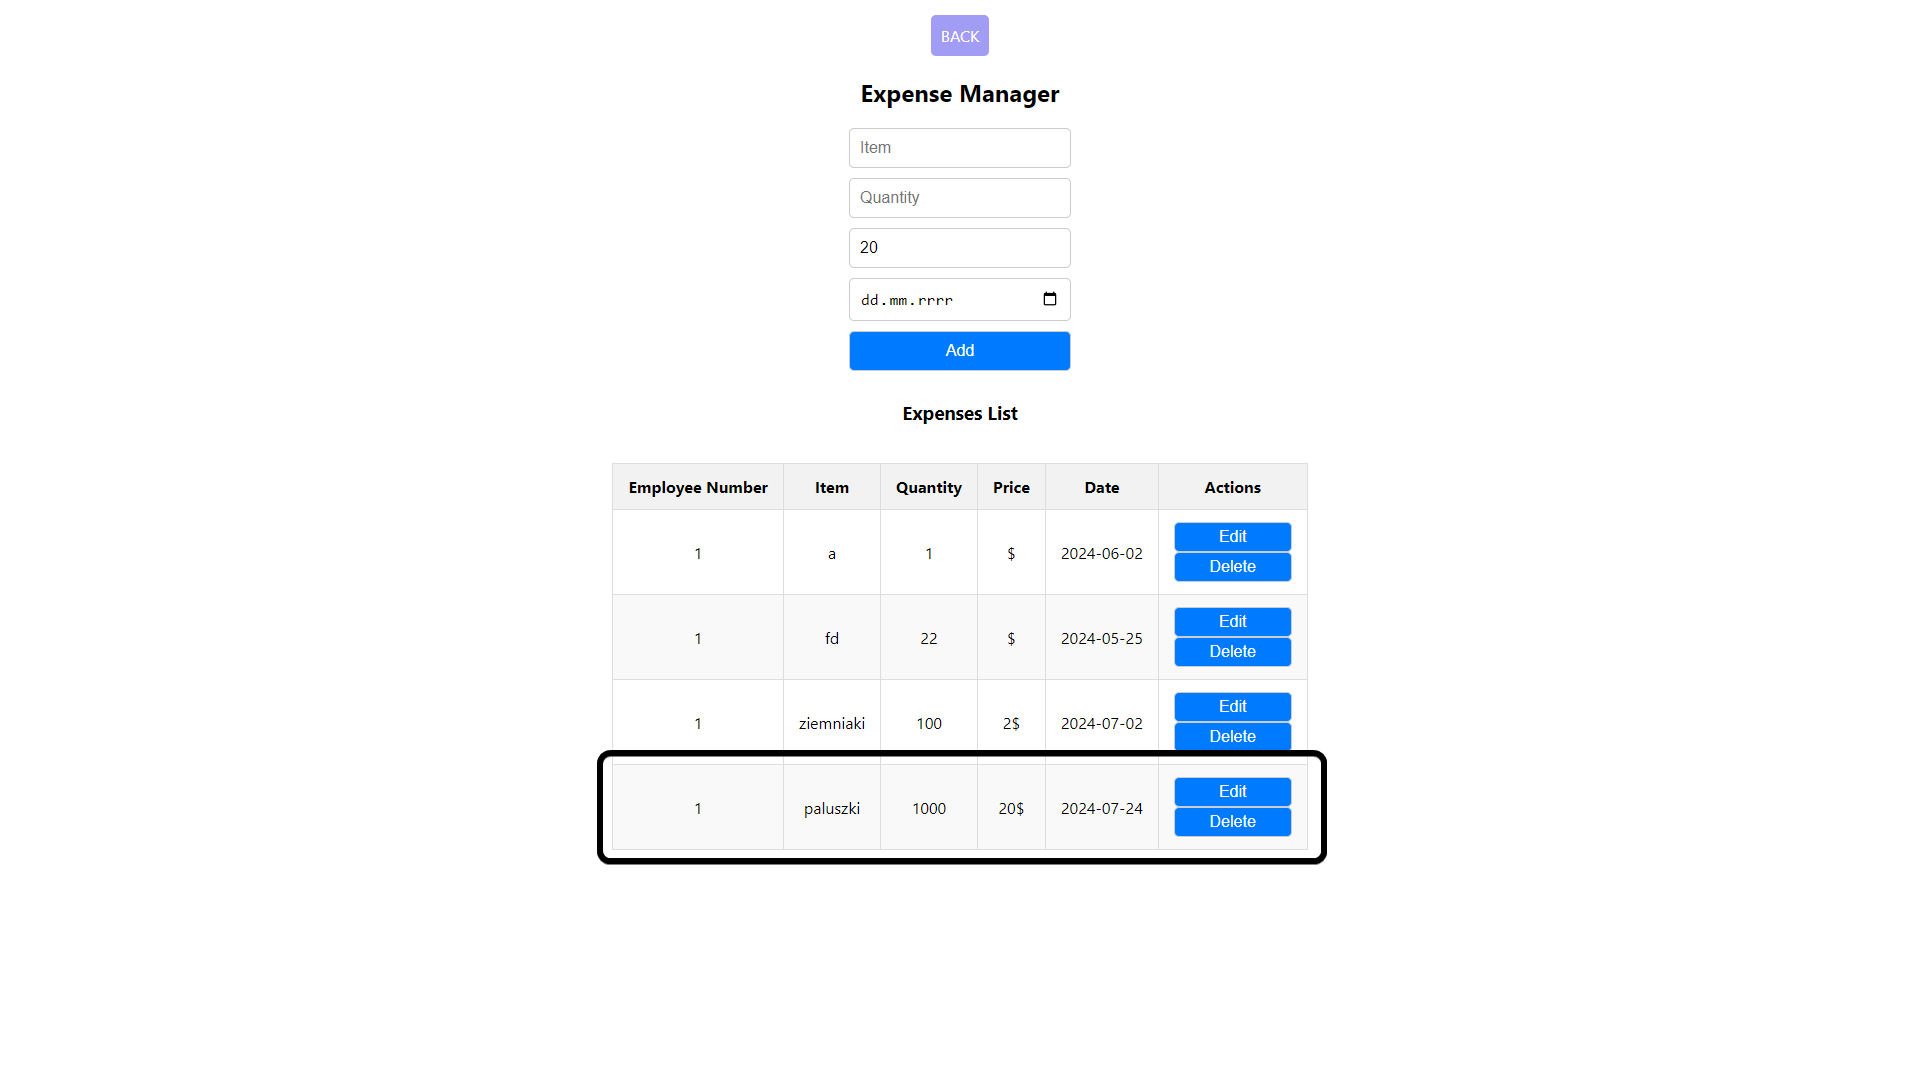 BACK
Expense Manager
Item
Quantity
20
dd.mm.rrrr
Add
Expenses List
Employee Number Item Quantity Price Date Actions
1 a 1 $ 2024-06-02 Edit
Delete
1 fd 22 $ 2024-05-25 Edit
Delete
1 ziemniaki 100 2$ 2024-07-02 Edit
Delete
1 paluszki 1000 20$ 2024-07-24 Edit
Delete